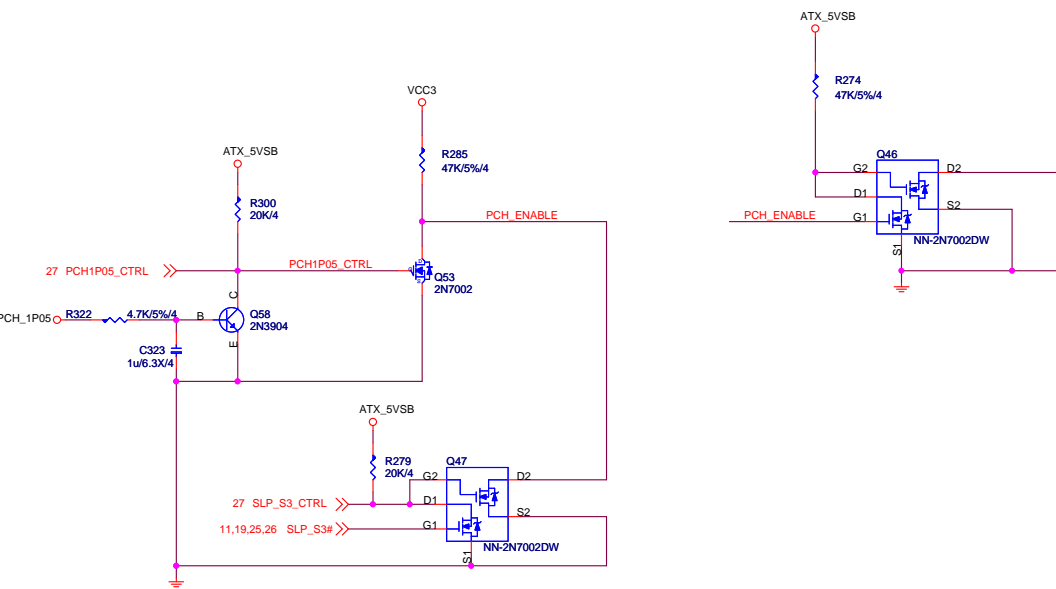 ATX_5VSB
R274
47K/5%/4
VCC3
R285
47K/5%/4
ATX_5VSB
Q46
G2
D2
D1
R300
20K/4
S2
PCH_ENABLE
PCH_ENABLE
G1
NN-2N7002DW
S1
27 PCH1P05_CTRL
PCH1P05_CTRL
Q53
2N7002
C
PCH_1P05
R322
4.7K/5%/4
B
Q58
2N3904
E
C323
1u/6.3X/4
ATX_5VSB
R279
20K/4
Q47
G2
D2
27 SLP_S3_CTRL
D1
S2
11,19,25,26 SLP_S3#
G1
NN-2N7002DW
S1